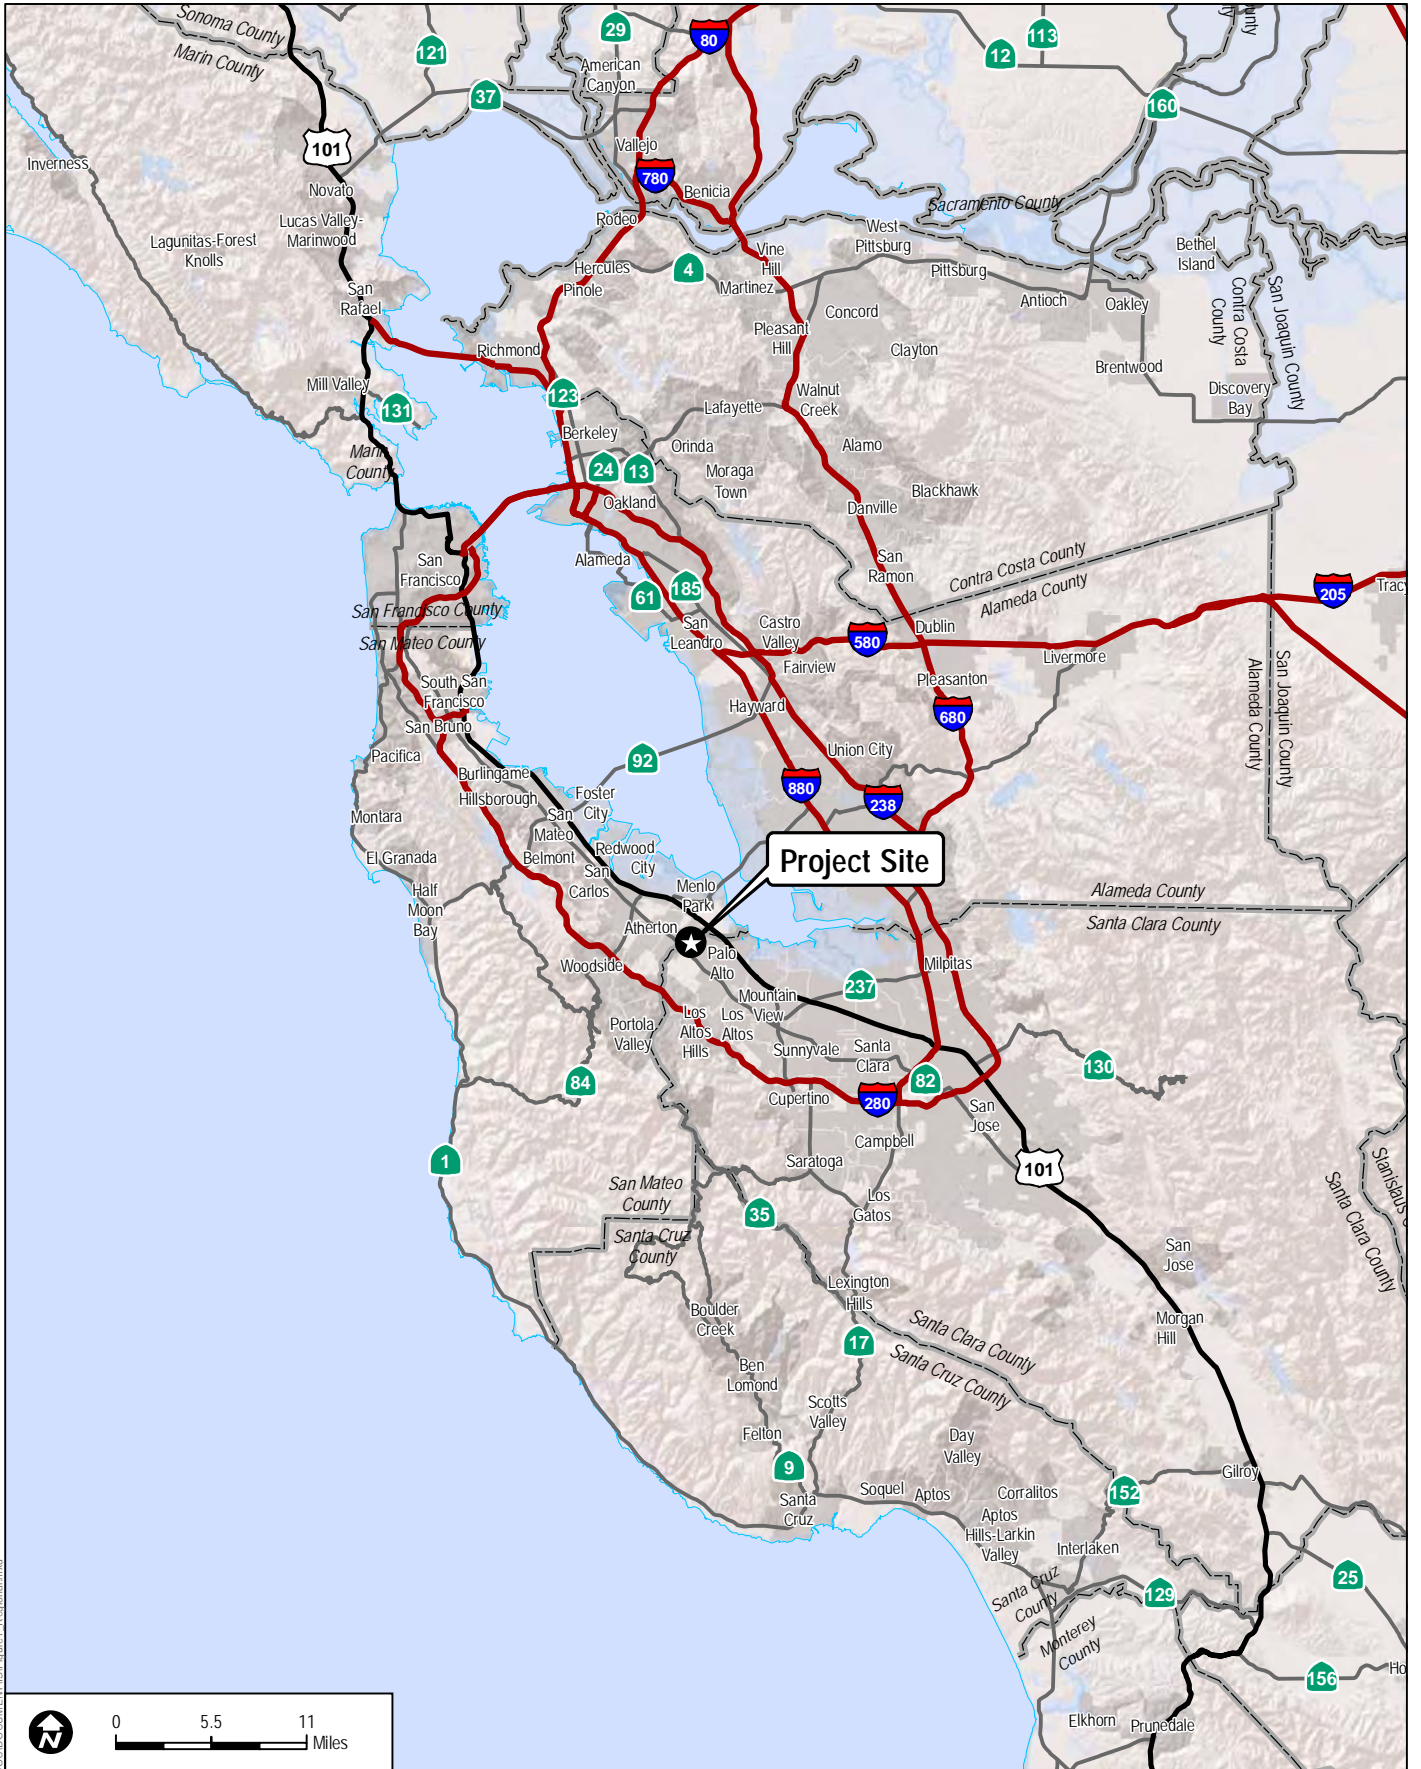 Sonoma County
Marin County
121
29
80
113
12
American
Canyon
37
160
101
Vallejo
780
Benicia
Inverness
Novato
Sacramento County
Lucas Valley-
Marinwood
Rodeo
West
Pittsburg
Lagunitas-Forest
Knolls
Vine
Hill
Bethel
Island
Hercules
4
Martinez
Pittsburg
Pinole
San
Rafael
Antioch
Oakley
Contra Costa
County
San Joaquin County
Concord
Pleasant
Hill
Richmond
Clayton
Brentwood
Mill Valley
131
123
Walnut
Creek
Discovery
Bay
Lafayette
Berkeley
Marin
County
Orinda
Alamo
24
13
Moraga
Town
Oakland
Blackhawk
Danville
San
Francisco
Alameda
San
Ramon
Contra Costa County
Alameda County
61
185
205
San Francisco County
San Mateo County
San
Leandro
Castro
Valley
580
Dublin
Livermore
Fairview
South San
Francisco
Pleasanton
Alameda County
San Joaquin County
San Bruno
Hayward
680
Pacifica
92
Union City
Burlingame
Hillsborough
880
238
Foster
City
San
Mateo
Montara
El Granada
Belmont
Redwood
City
Project Site
San
Carlos
Menlo
Park
Half
Moon
Bay
Alameda County
Santa Clara County
Atherton
Palo
Alto
Woodside
Milpitas
237
Mountain
View
Portola
Valley
Los
Altos
Hills
Los
Altos
Sunnyvale
Santa
Clara
84
82
130
280
Cupertino
San
Jose
Campbell
1
Saratoga
101
San Mateo
County
Santa Cruz
County
35
Los
Gatos
Santa Clara County
San
Jose
Lexington
Hills
Boulder
Creek
17
Morgan
Hill
Santa Clara County
Santa Cruz County
Ben
Lomond
Scotts
Valley
Felton
Day
Valley
9
Gilroy
Santa
Cruz
Soquel
Aptos
Corralitos
152
Aptos
Hills-Larkin
Valley
Interlaken
25
Santa Cruz
County
129
Monterey
County
156
Elkhorn
Prunedale
N
0 5.5 11
Miles